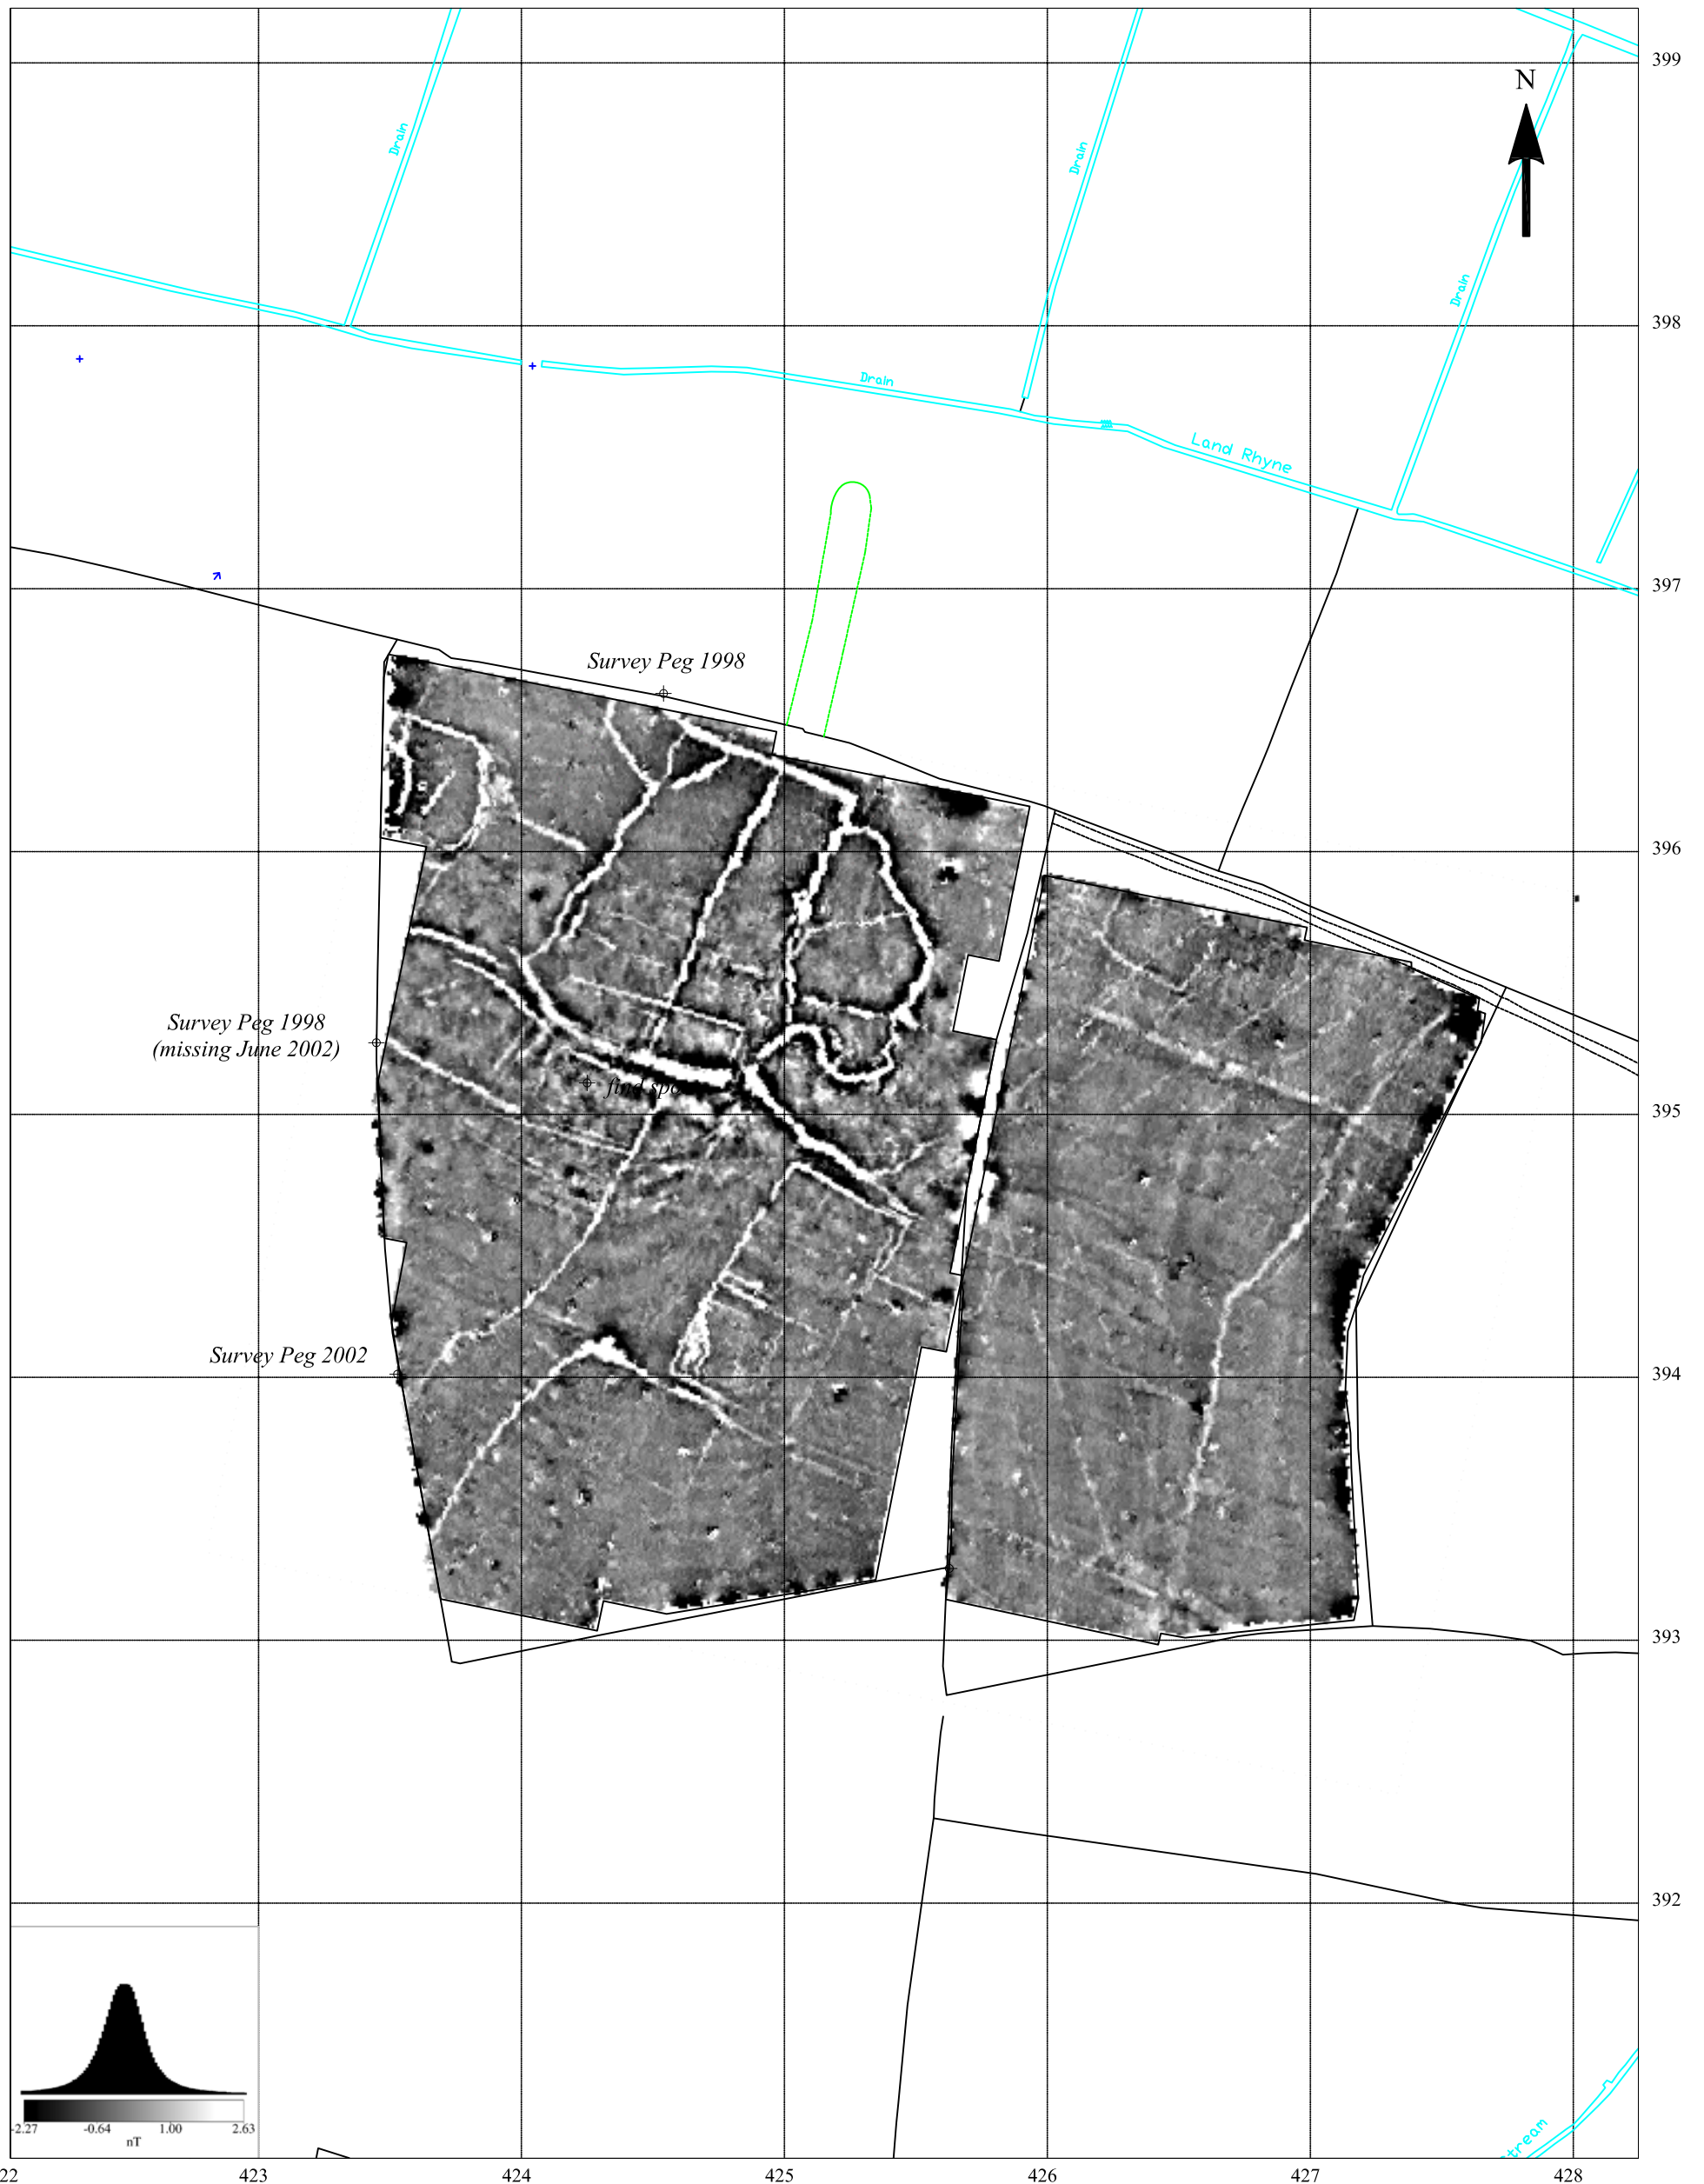 399
N
Drain
Drain
Drain
398
Drain
Land Rhyne
397
Survey Peg 1998
396
Survey Peg 1998
(missing June 2002)
find spo
395
Survey Peg 2002
394
393
392
-2.27 -0.64 1.00 2.63
nT
tream
22 423 424 425 426 427 428